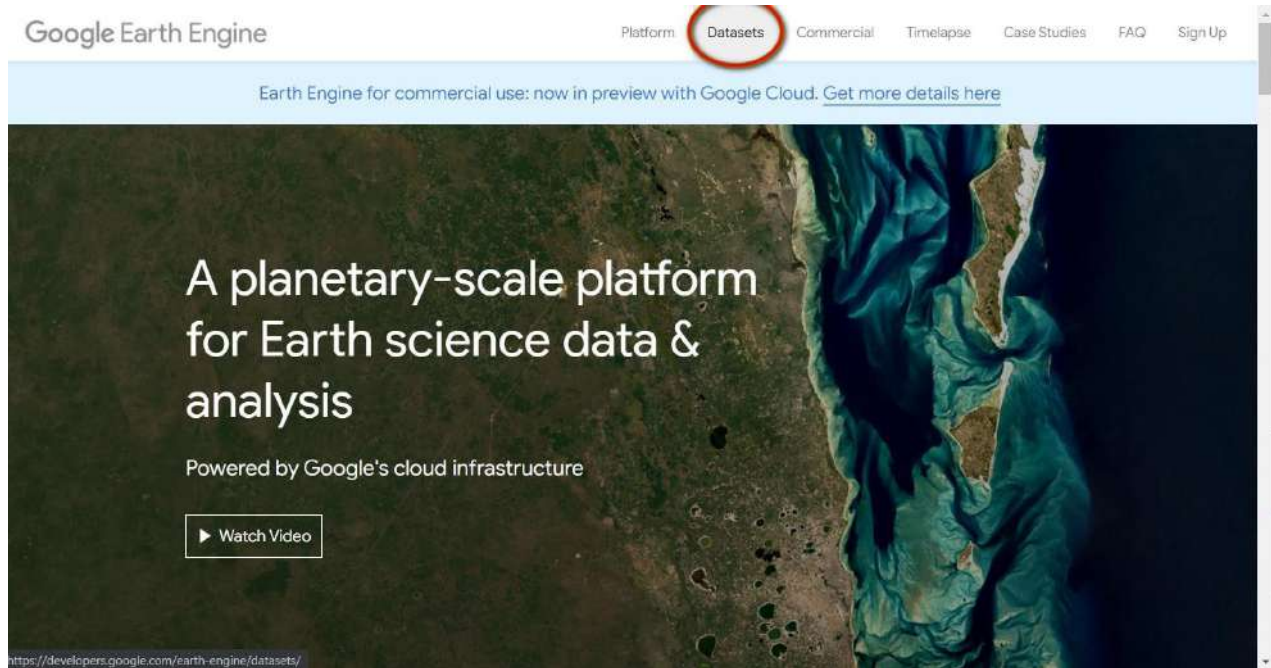 Google Earth Engine
Platform Datasets Commercial Timelapse Case Studies FAQ Sign Up
Earth Engine for commercial use: now in preview with Google Cloud. Get more details here
A planetary-scale platform
for Earth science data &
analysis
Powered by Google's cloud infrastructure
Watch Video
https://developers.google.com/earth-engine/datasets/